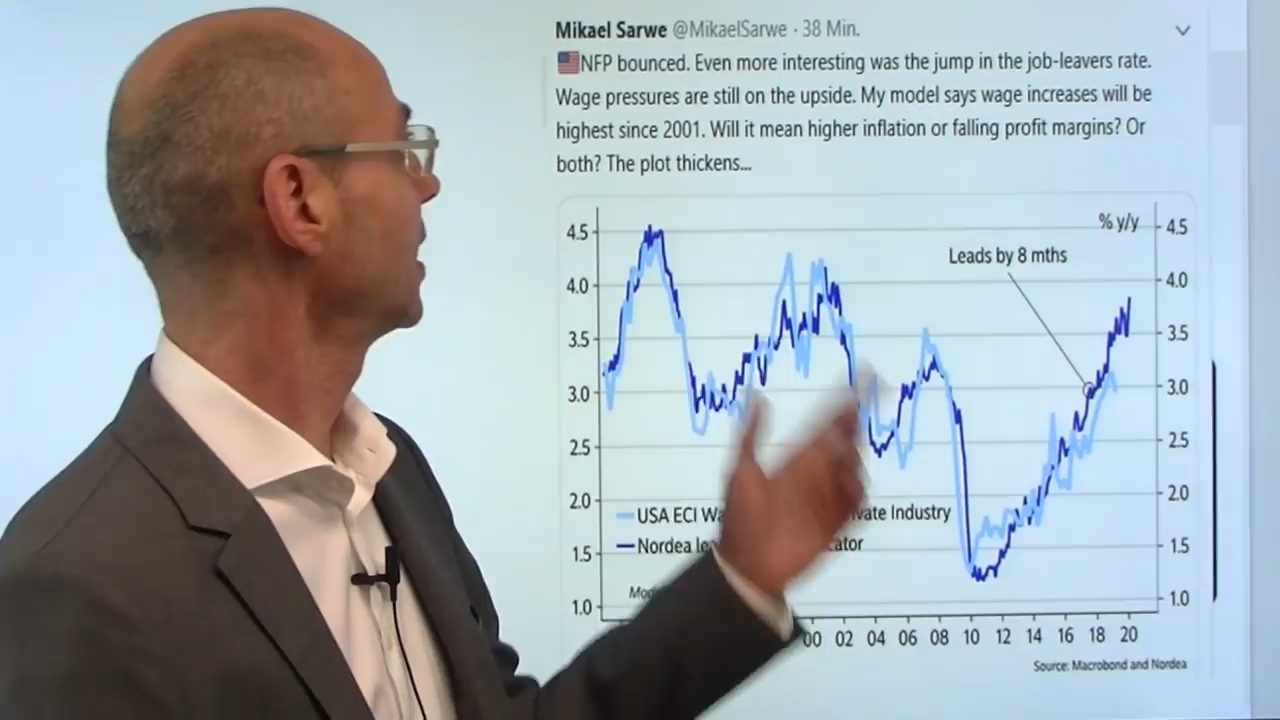 Mikael Sarwe @MikaelSarwe · 38 Min.
NFP bounced. Even more interesting was the jump in the job-leavers rate.
Wage pressures are still on the upside. My model says wage increases will be
highest since 2001. Will it mean higher inflation or falling profit margins? Or
both? The plot thickens...
% y/y
Leads by 8 mths
4.5 4.5
4.0 4.0
3.5 3.5
3.0 3.0
2.5 2.5
2.0 2.0
USA ECI Industry
1.5 1.5
Nordea
1.0 1.0
00 02 04 06 08 10 12 14 16 18 20
Source: Macrobond and Nordea